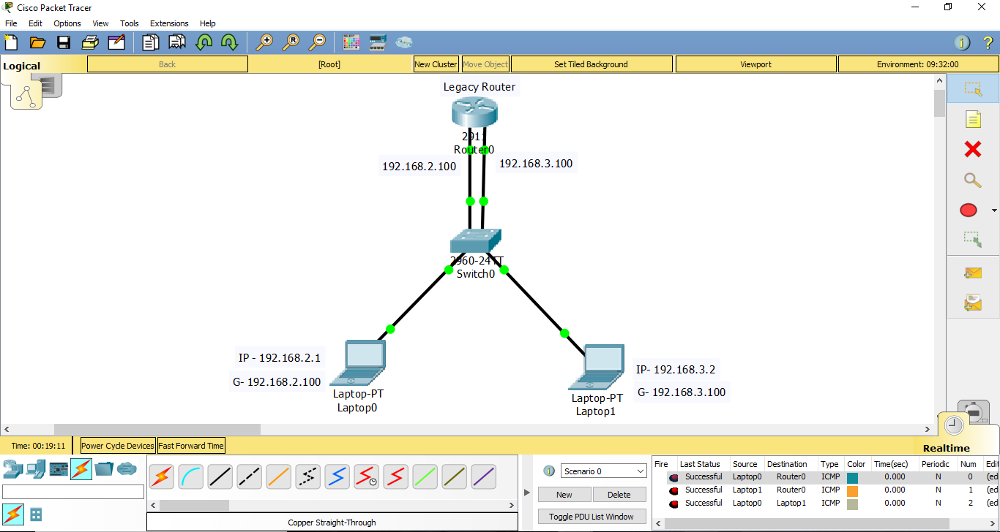 Cisco Packet Tracer
File Edit Options View Tools Extensions Help
Logical
Back
[Root]
New Cluster
Move Object
Set Tiled Background
Viewport
Environment: 09:32:00
Legacy Router
2911
Router0
192.168.2.100
192.168.3.100
2960-24TT
Switch0
IP - 192.168.2.1
G- 192.168.2.100
Laptop-PT
Laptop0
IP- 192.168.3.2
G- 192.168.3.100
Laptop-PT
Laptop1
Time: 00:19:11
Power Cycle Devices
Fast Forward Time
Realtime
Scenario 0
New
Delete
Toggle PDU List Window
Copper Straight-Through
Fire Last Status Source Destination Type Color Time(sec) Periodic Num Edi
Successful Laptop0 Router0 ICMP 0.000 N 0 (ed
Successful Laptop1 Router0 ICMP 0.000 N 1 (ed
Successful Laptop0 Laptop1 ICMP 0.000 N 2 (ed